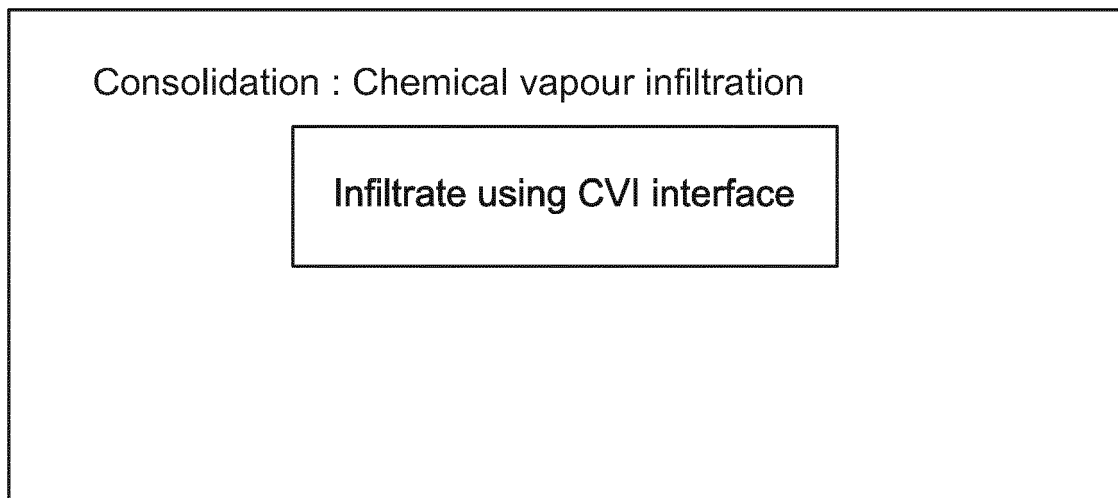 Consolidation : Chemical vapour infiltration
Infiltrate using CVI interface